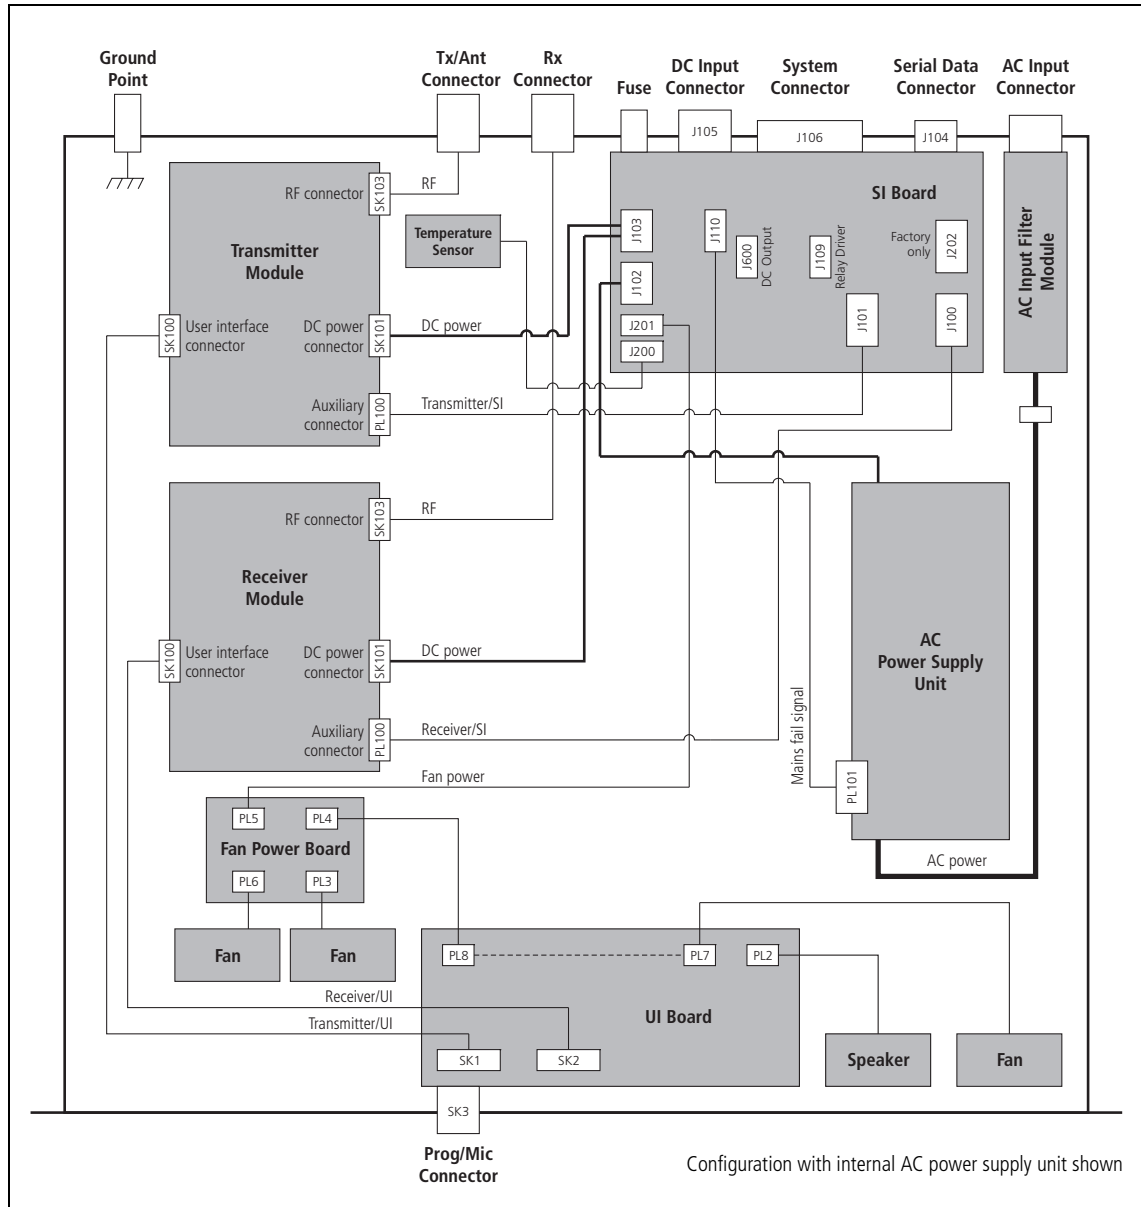 Ground
Point
Tx/Ant
Connector
Rx
Connector
Fuse
DC Input
Connector
System
Connector
Serial Data
Connector
AC Input
Connector
J105
J106
J104
SI Board
RF connector
SK103
RF
Transmitter
Module
Temperature
Sensor
J103
J110
J600
DC Output
J109
Relay Driver
Factory
only
J202
AC Input Filter
Module
J102
SK100
User interface
connector
DC power
connector
SK101
DC power
J201
J200
J101
J100
Auxiliary
connector
PL100
Transmitter/SI
RF connector
SK103
RF
Receiver
Module
SK100
User interface
connector
DC power
connector
SK101
DC power
AC
Power Supply
Unit
Auxiliary
connector
PL100
Receiver/SI
Mains fail signal
PL101
Fan power
PL5
PL4
Fan Power Board
PL6
PL3
AC power
Fan
Fan
PL8
PL7
PL2
Receiver/UI
Transmitter/UI
UI Board
SK1
SK2
Speaker
Fan
SK3
Prog/Mic
Connector
Configuration with internal AC power supply unit shown